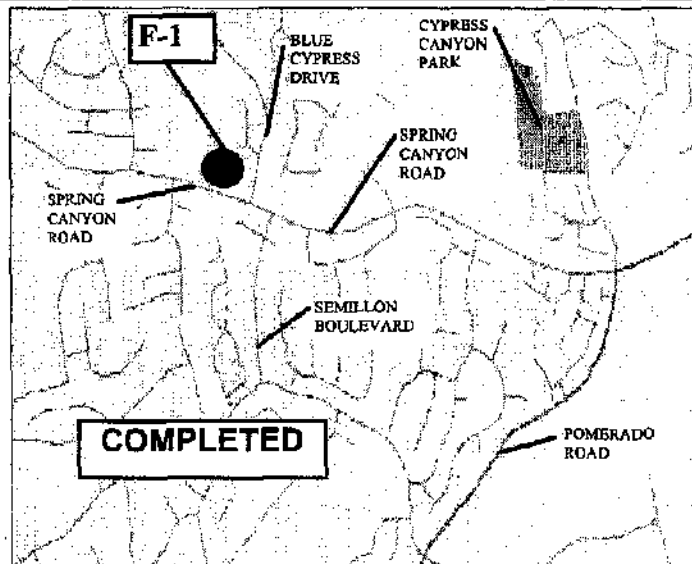 F-1
BLUE
CYPRESS
DRIVE
CYPRESS
CANYON
PARK
SPRING
CANYON
ROAD
SPRING
CANYON
ROAD
SEMILLON
BOULEVARD
COMPLETED
POMERADO
ROAD